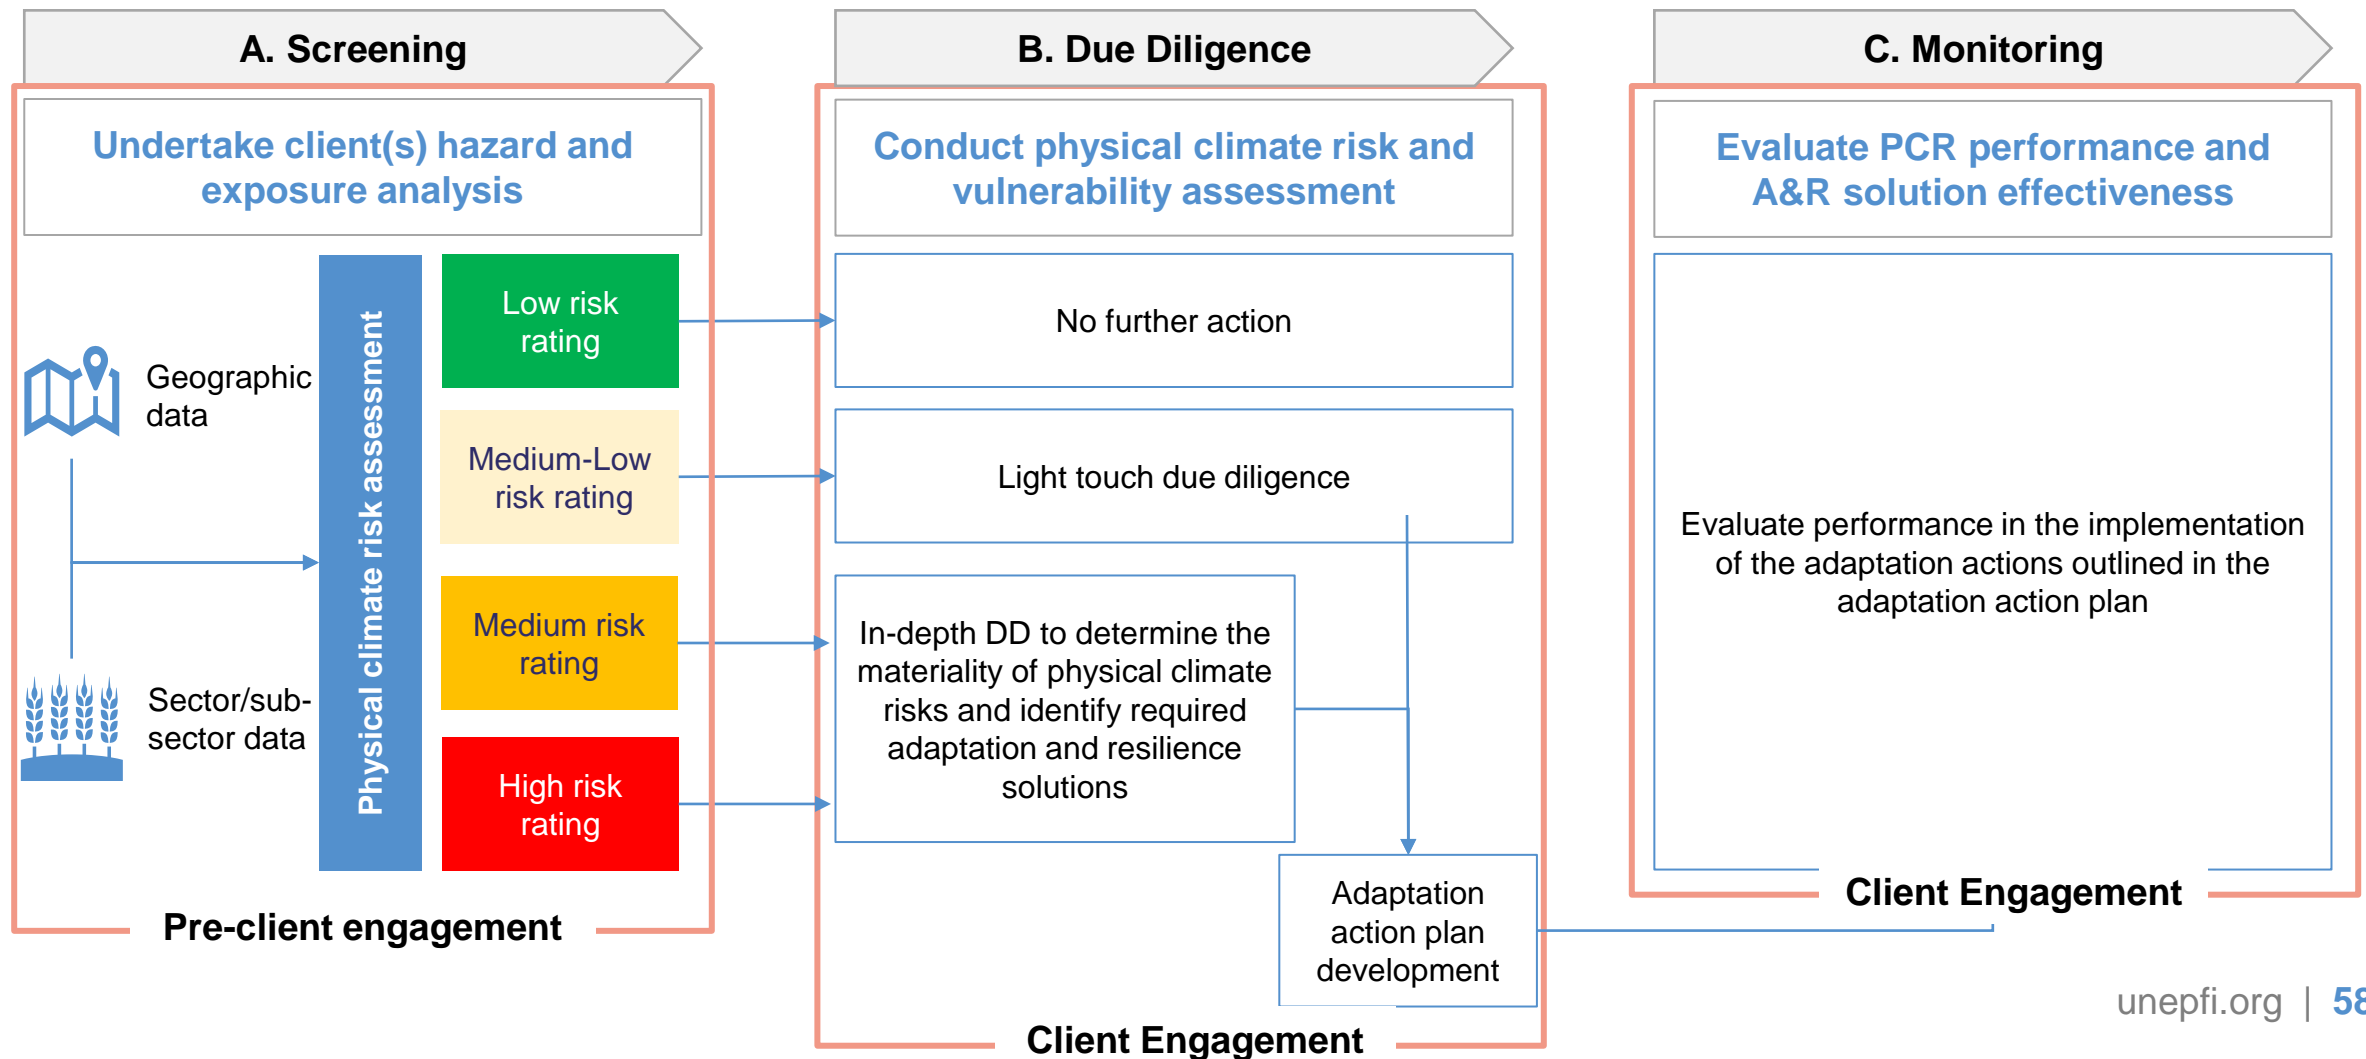 A. Screening
Undertake client(s) hazard and
exposure analysis
Geographic
data
Sector/sub-
sector data
Physical climate risk assessment
Low risk
rating
Medium-Low
risk rating
Medium risk
rating
High risk
rating
Pre-client engagement
B. Due Diligence
Conduct physical climate risk and
vulnerability assessment
No further action
Light touch due diligence
In-depth DD to determine the
materiality of physical climate
risks and identify required
adaptation and resilience
solutions
Adaptation
action plan
development
Client Engagement
C. Monitoring
Evaluate PCR performance and
A&R solution effectiveness
Evaluate performance in the implementation
of the adaptation actions outlined in the
adaptation action plan
Client Engagement
unepfi.org | 58